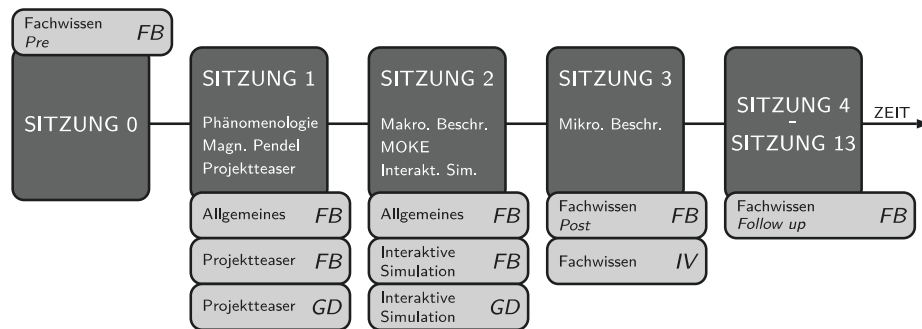 Fachwissen
Pre
FB
SITZUNG 0
SITZUNG 1
Phänomenologie
Magn. Pendel
Projektteaser
Allgemeines FB
Projektteaser FB
Projektteaser GD
SITZUNG 2
Makro. Beschr.
MOKE
Interakt. Sim.
Allgemeines FB
Interaktive
Simulation
FB
Interaktive
Simulation
GD
SITZUNG 3
Mikro. Beschr.
Fachwissen
Post
FB
Fachwissen IV
SITZUNG 4
-
SITZUNG 13
Fachwissen
Follow up
FB
ZEIT